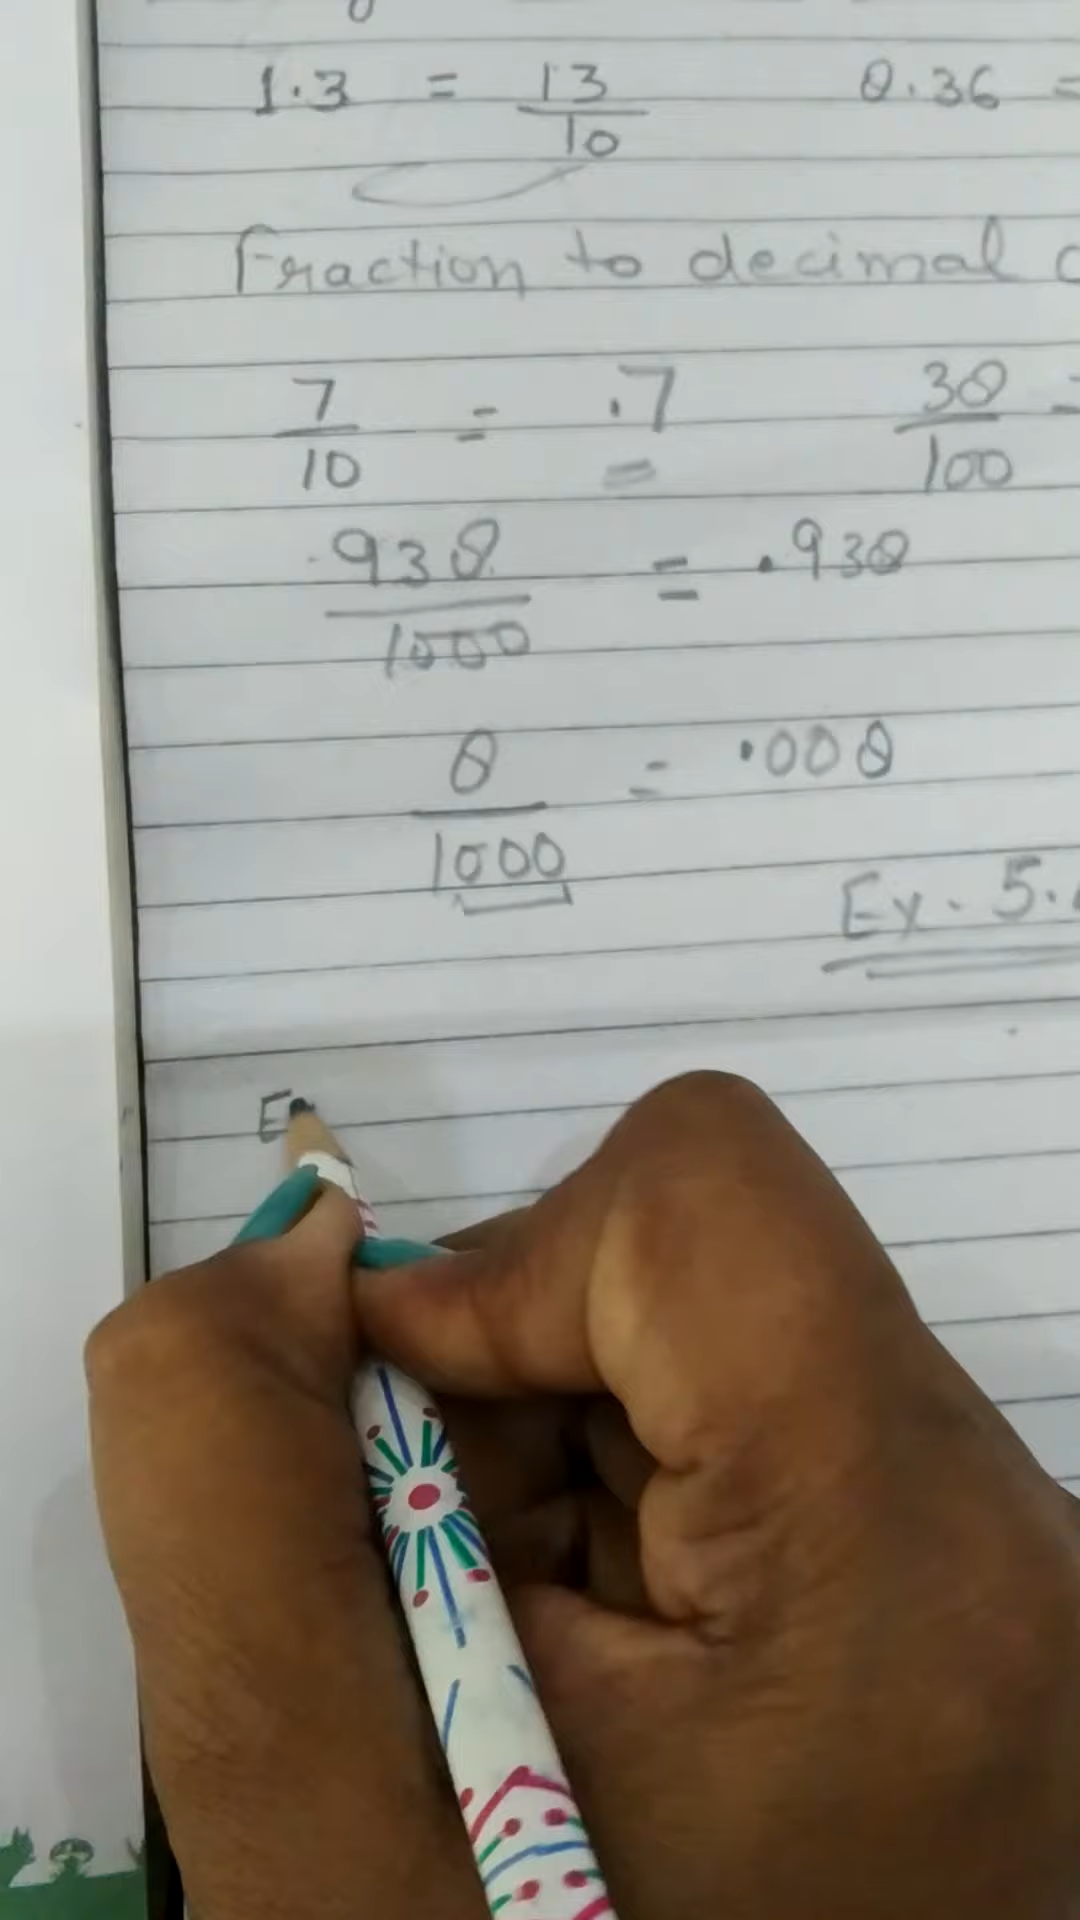 1.3 = 13/10 8.36 =
Fraction to decimal
7/10 = .7 38/100 =
938/1000 = .938
8/1000 = .008
Ex. 5.
E